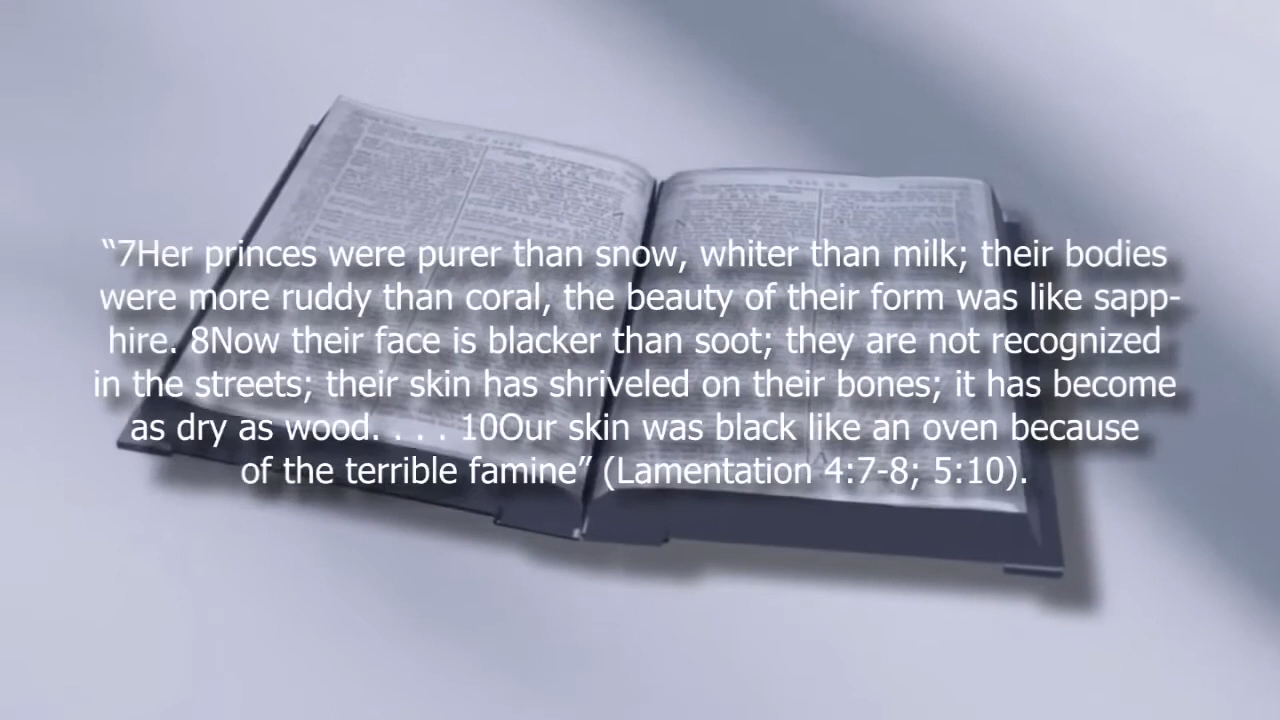 “7Her princes were purer than snow, whiter than milk; their bodies
were more ruddy than coral, the beauty of their form was like sapp-
hire. 8Now their face is blacker than soot; they are not recognized
in the streets; their skin has shriveled on their bones; it has become
as dry as wood. . . . 10Our skin was black like an oven because
of the terrible famine” (Lamentation 4:7-8; 5:10).